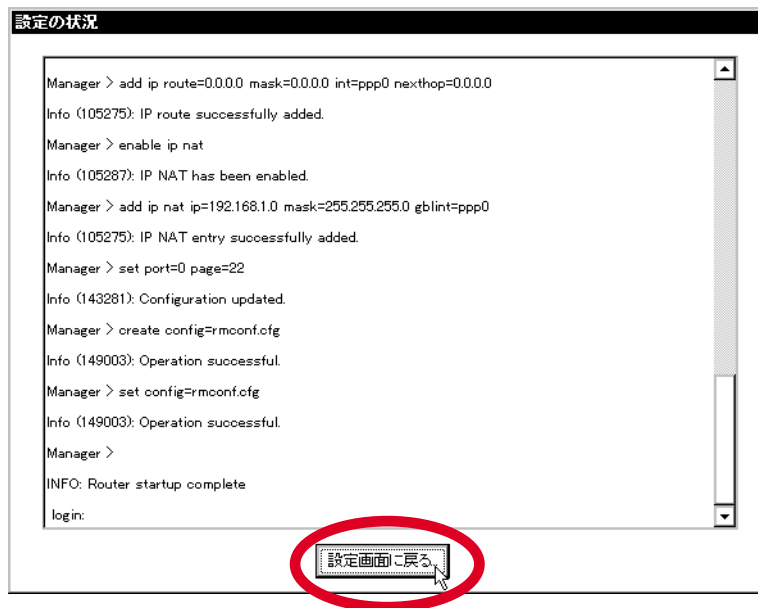 設定の状況
Manager > add ip route=0.0.0.0 mask=0.0.0.0 int=ppp0 nexthop=0.0.0.0
Info (105275): IP route successfully added.
Manager > enable ip nat
Info (105287): IP NAT has been enabled.
Manager > add ip nat ip=192.168.1.0 mask=255.255.255.0 gblint=ppp0
Info (105275): IP NAT entry successfully added.
Manager > set port=0 page=22
Info (143281): Configuration updated.
Manager > create config=rmconf.cfg
Info (149003): Operation successful.
Manager > set config=rmconf.cfg
Info (149003): Operation successful.
Manager >
INFO: Router startup complete
login:
設定画面に戻る